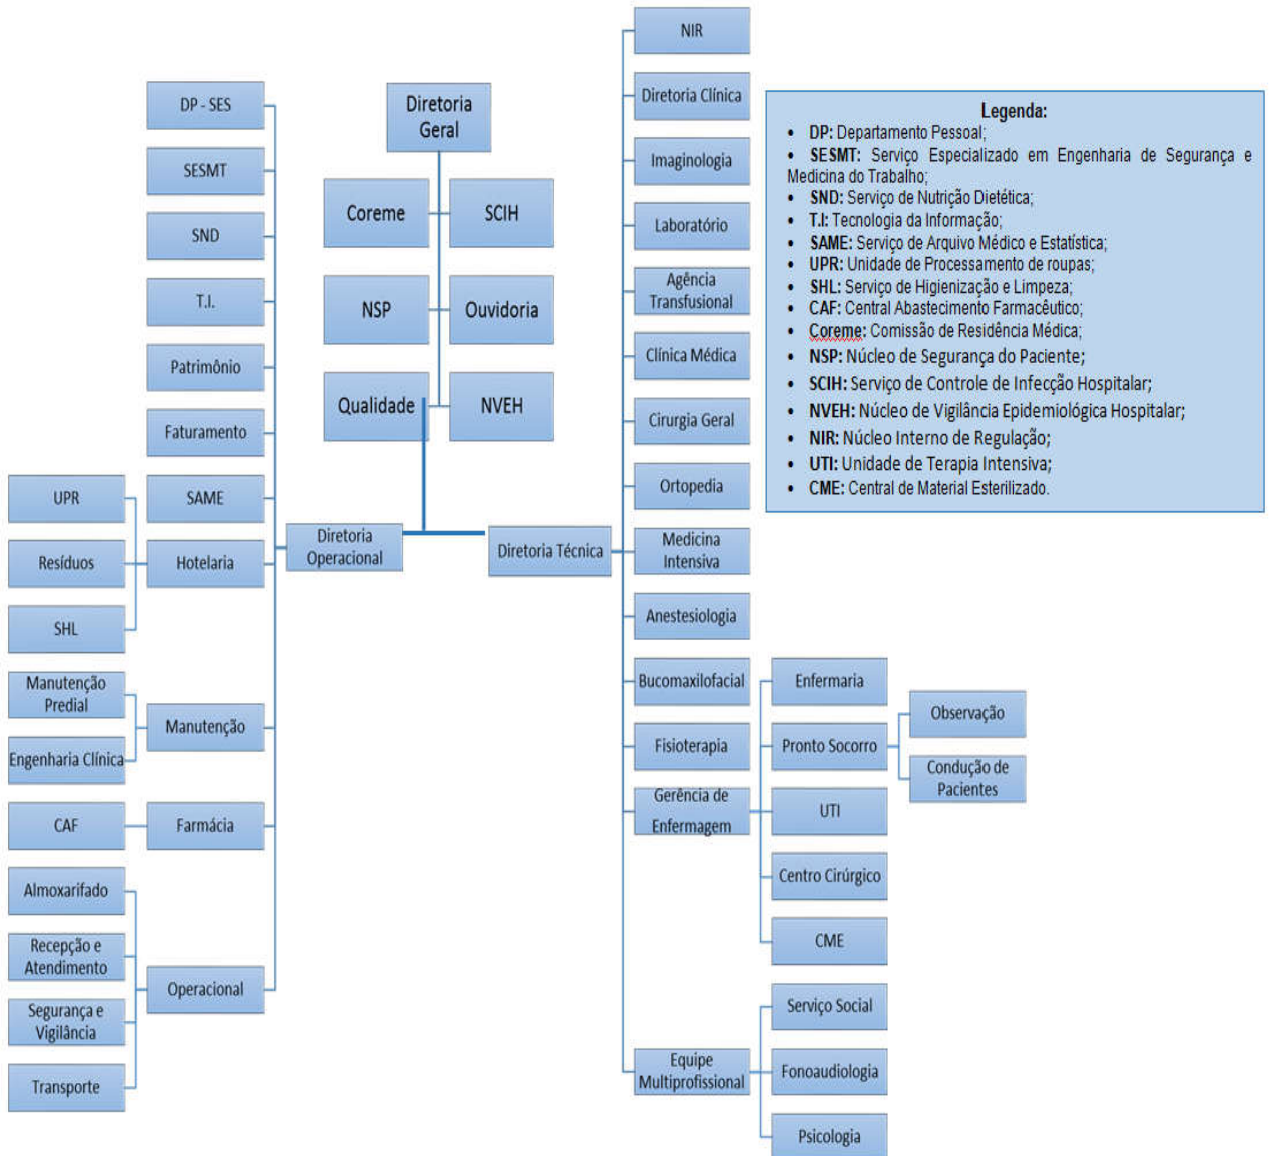 Diretoria
Geral
Coreme
SCIH
NSP
Ouvidoria
Qualidade
NVEH
Diretoria
Operacional
DP - SES
SESMT
SND
T.I.
Patrimônio
Faturamento
SAME
Hotelaria
UPR
Resíduos
SHL
Manutenção
Manutenção
Predial
Engenharia Clínica
Farmácia
CAF
Operacional
Almoxarifado
Recepção e
Atendimento
Segurança e
Vigilância
Transporte
Diretoria Técnica
NIR
Diretoria Clínica
Imaginologia
Laboratório
Agência
Transfusional
Clínica Médica
Cirurgia Geral
Ortopedia
Medicina
Intensiva
Anestesiologia
Bucomaxilofacial
Fisioterapia
Gerência de
Enfermagem
Enfermaria
Pronto Socorro
Observação
Condução de
Pacientes
UTI
Centro Cirúrgico
CME
Equipe
Multiprofissional
Serviço Social
Fonoaudiologia
Psicologia
Legenda:
• DP: Departamento Pessoal;
• SESMT: Serviço Especializado em Engenharia de Segurança e
Medicina do Trabalho;
• SND: Serviço de Nutrição Dietética;
• T.I: Tecnologia da Informação;
• SAME: Serviço de Arquivo Médico e Estatística;
• UPR: Unidade de Processamento de roupas;
• SHL: Serviço de Higienização e Limpeza;
• CAF: Central Abastecimento Farmacêutico;
• Coreme: Comissão de Residência Médica;
• NSP: Núcleo de Segurança do Paciente;
• SCIH: Serviço de Controle de Infecção Hospitalar;
• NVEH: Núcleo de Vigilância Epidemiológica Hospitalar;
• NIR: Núcleo Interno de Regulação;
• UTI: Unidade de Terapia Intensiva;
• CME: Central de Material Esterilizado.